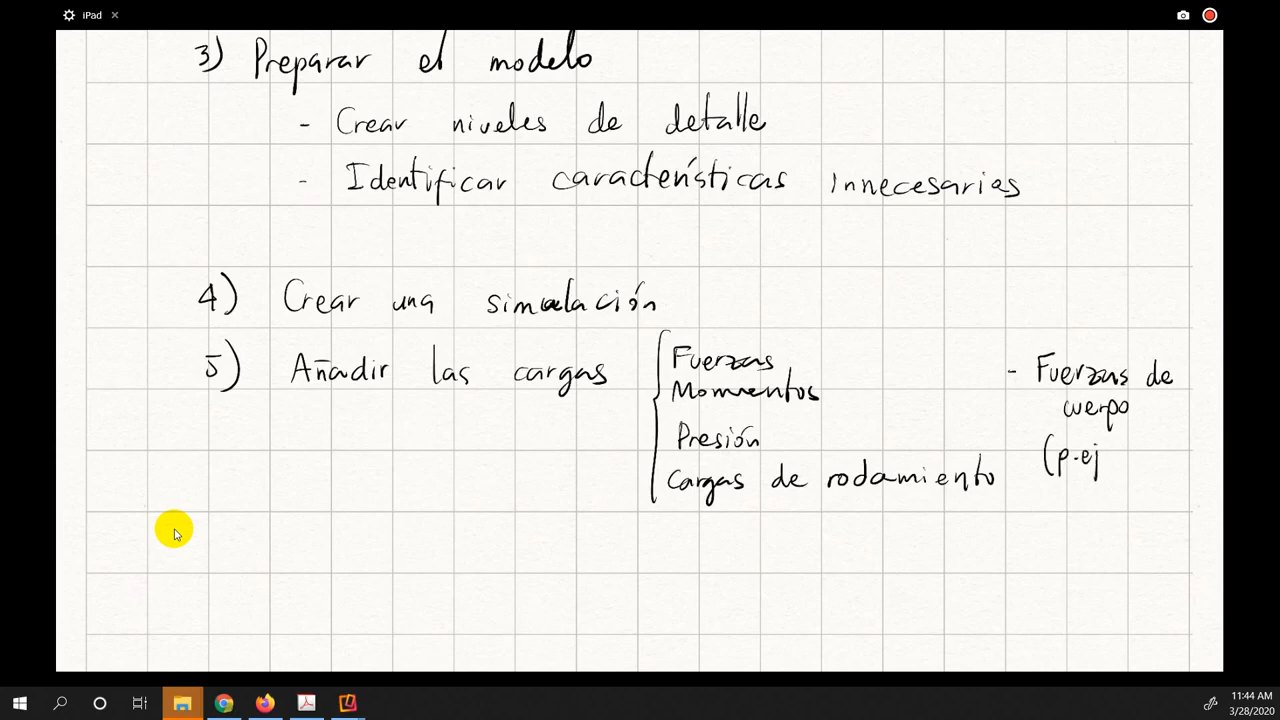 iPad
3) Preparar el modelo
- Crear niveles de detalle
- Identificar características innecesarias
4) Crear una simulación
5) Añadir las cargas
Fuerzas
Momentos
Presión
Cargas de rodamiento
- Fuerzas de
cuerpo
(p.ej
11:44 AM
3/28/2020